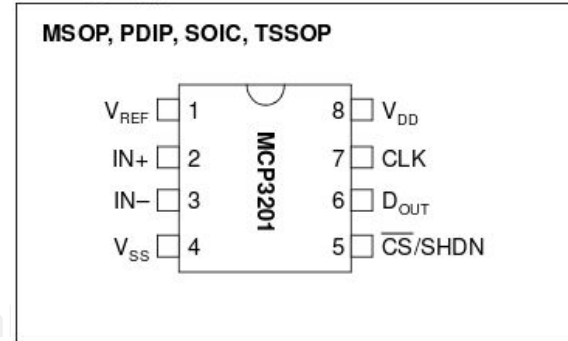 MSOP, PDIP, SOIC, TSSOP
VREF 1 8 VDD
IN+ 2 7 CLK
IN– 3 6 DOUT
VSS 4 5 CS/SHDN
MCP3201